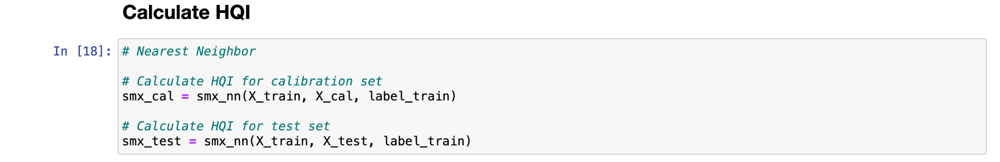 Calculate HQI
In [18]: # Nearest Neighbor
# Calculate HQI for calibration set
smx_cal = smx_nn(X_train, X_cal, label_train)
# Calculate HQI for test set
smx_test = smx_nn(X_train, X_test, label_train)